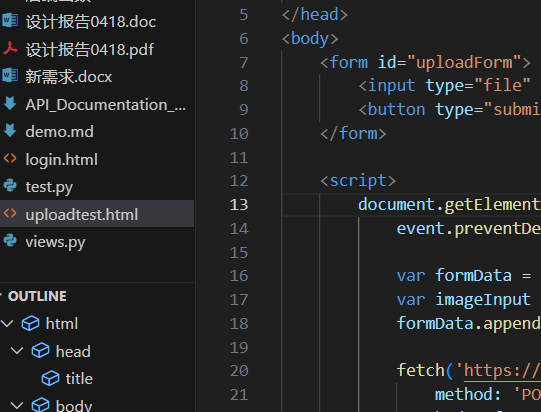 设计报告0418.doc
设计报告0418.pdf
新需求.docx
API_Documentation_...
demo.md
login.html
test.py
uploadtest.html
views.py
OUTLINE
html
head
title
body
5 </head>
6 <body>
7 <form id="uploadForm">
8 <input type="file"
9 <button type="submi
10 </form>
11
12 <script>
13 document.getElement
14 event.preventDe
15
16 var formData =
17 var imageInput
18 formData.append
19
20 fetch('https://
21 method: 'PO